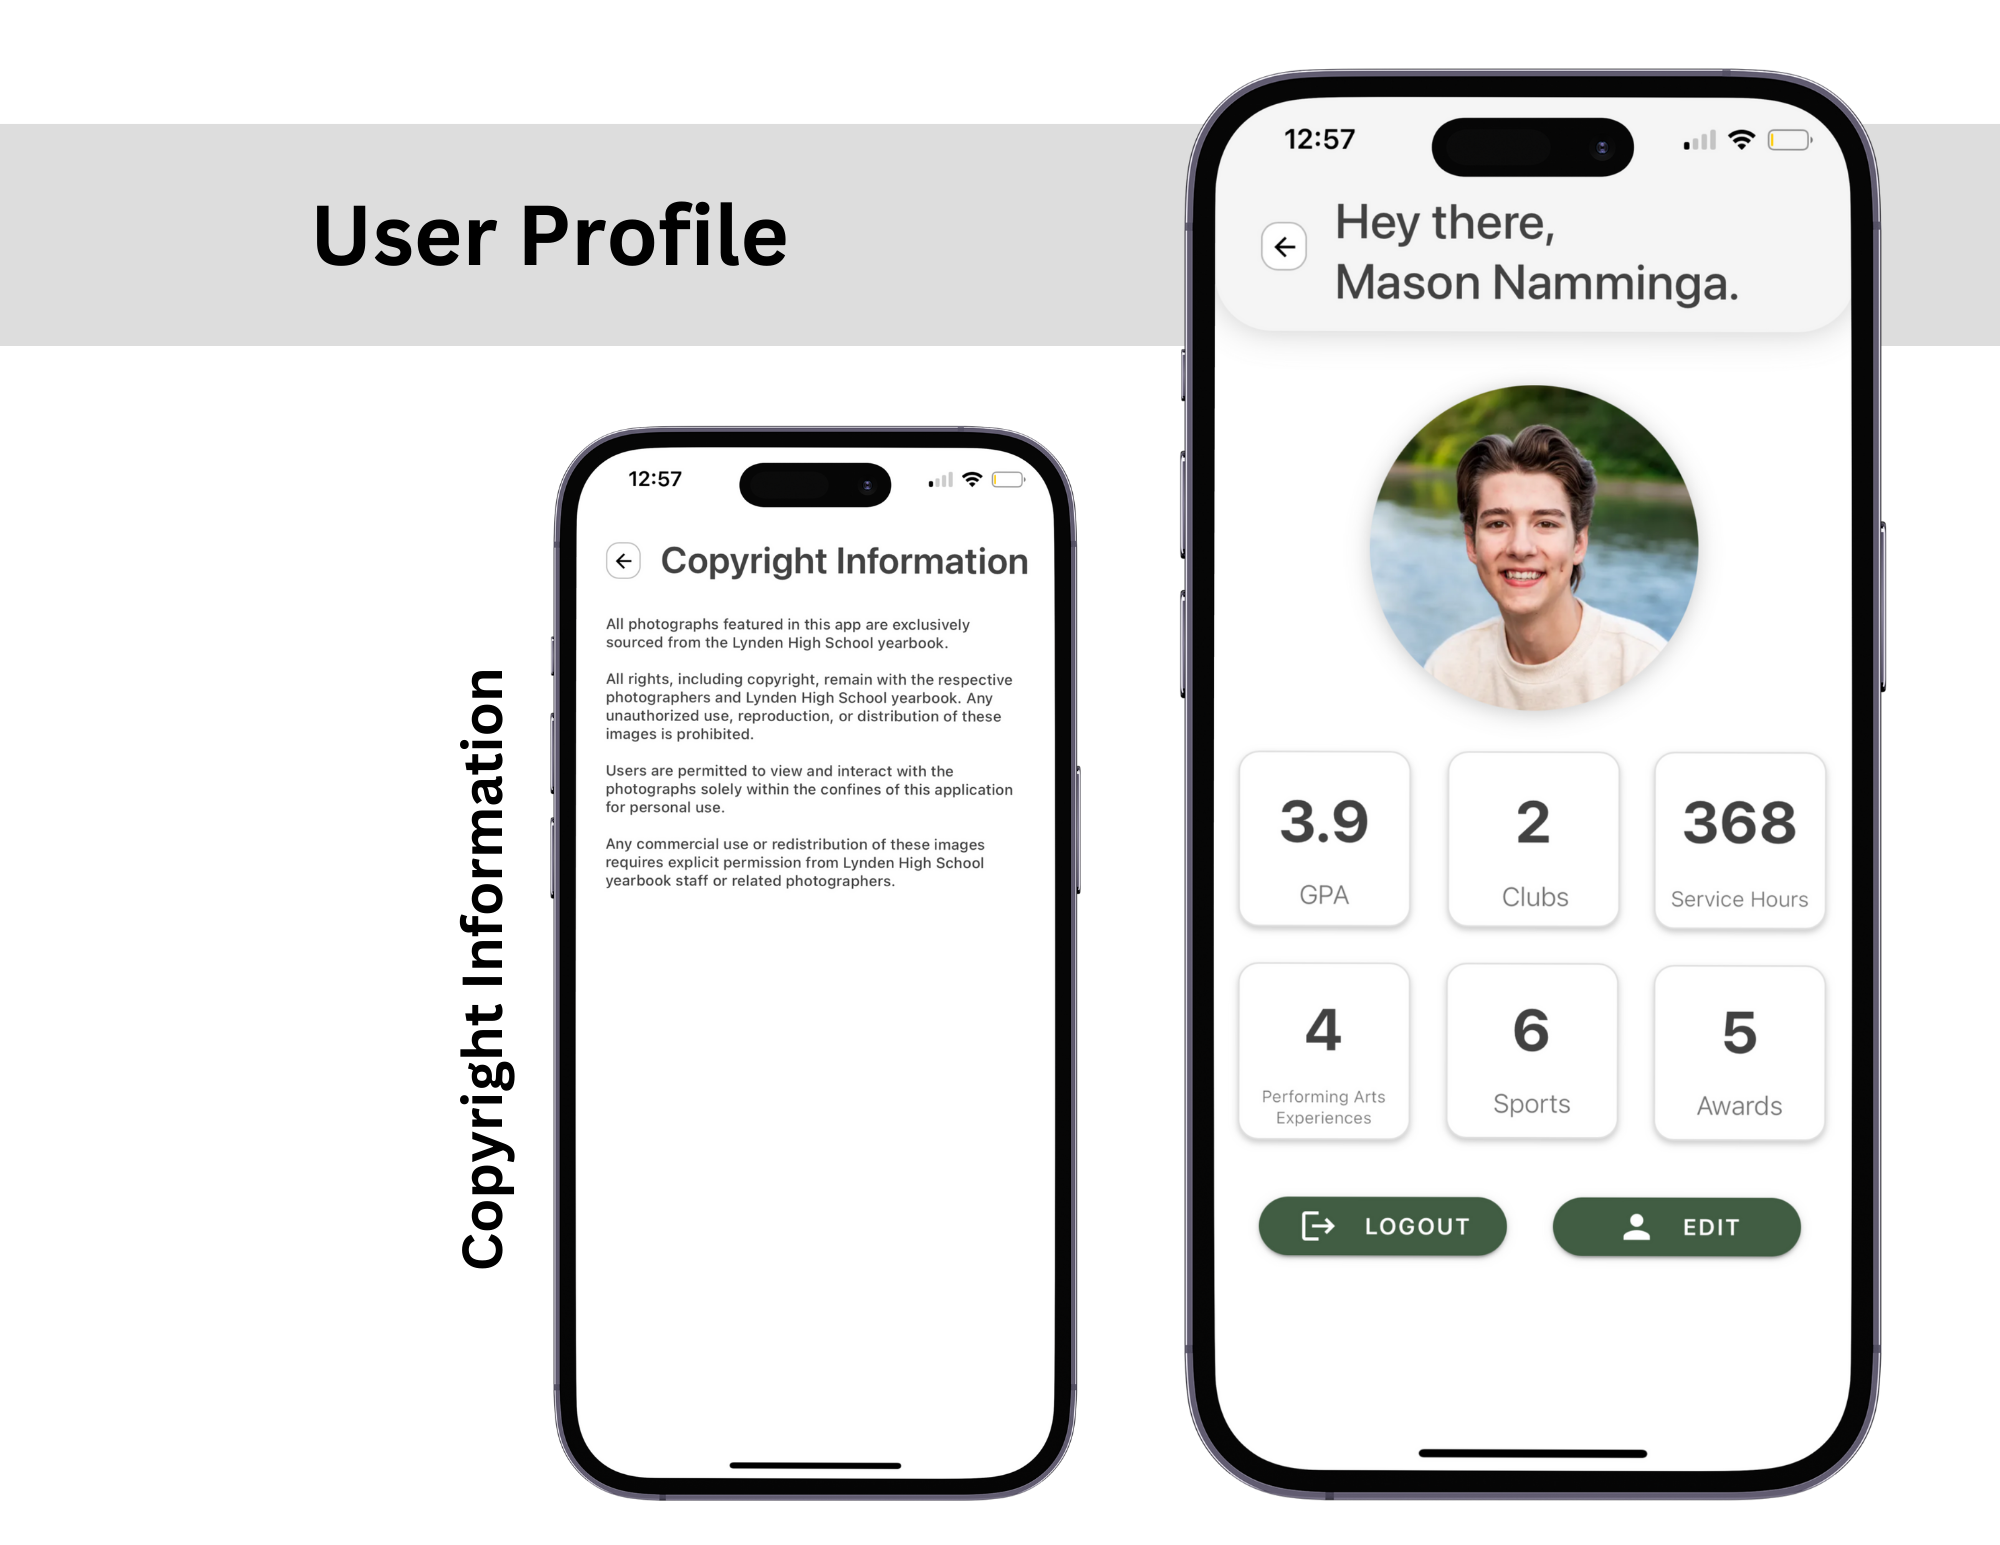 User Profile
Copyright Information
12:57
Copyright Information
All photographs featured in this app are exclusively
sourced from the Lynden High School yearbook.
All rights, including copyright, remain with the respective
photographers and Lynden High School yearbook. Any
unauthorized use, reproduction, or distribution of these
images is prohibited.
Users are permitted to view and interact with the
photographs solely within the confines of this application
for personal use.
Any commercial use or redistribution of these images
requires explicit permission from Lynden High School
yearbook staff or related photographers.
12:57
Hey there,
Mason Namminga.
3.9
GPA
2
Clubs
368
Service Hours
4
Performing Arts
Experiences
6
Sports
5
Awards
LOGOUT
EDIT